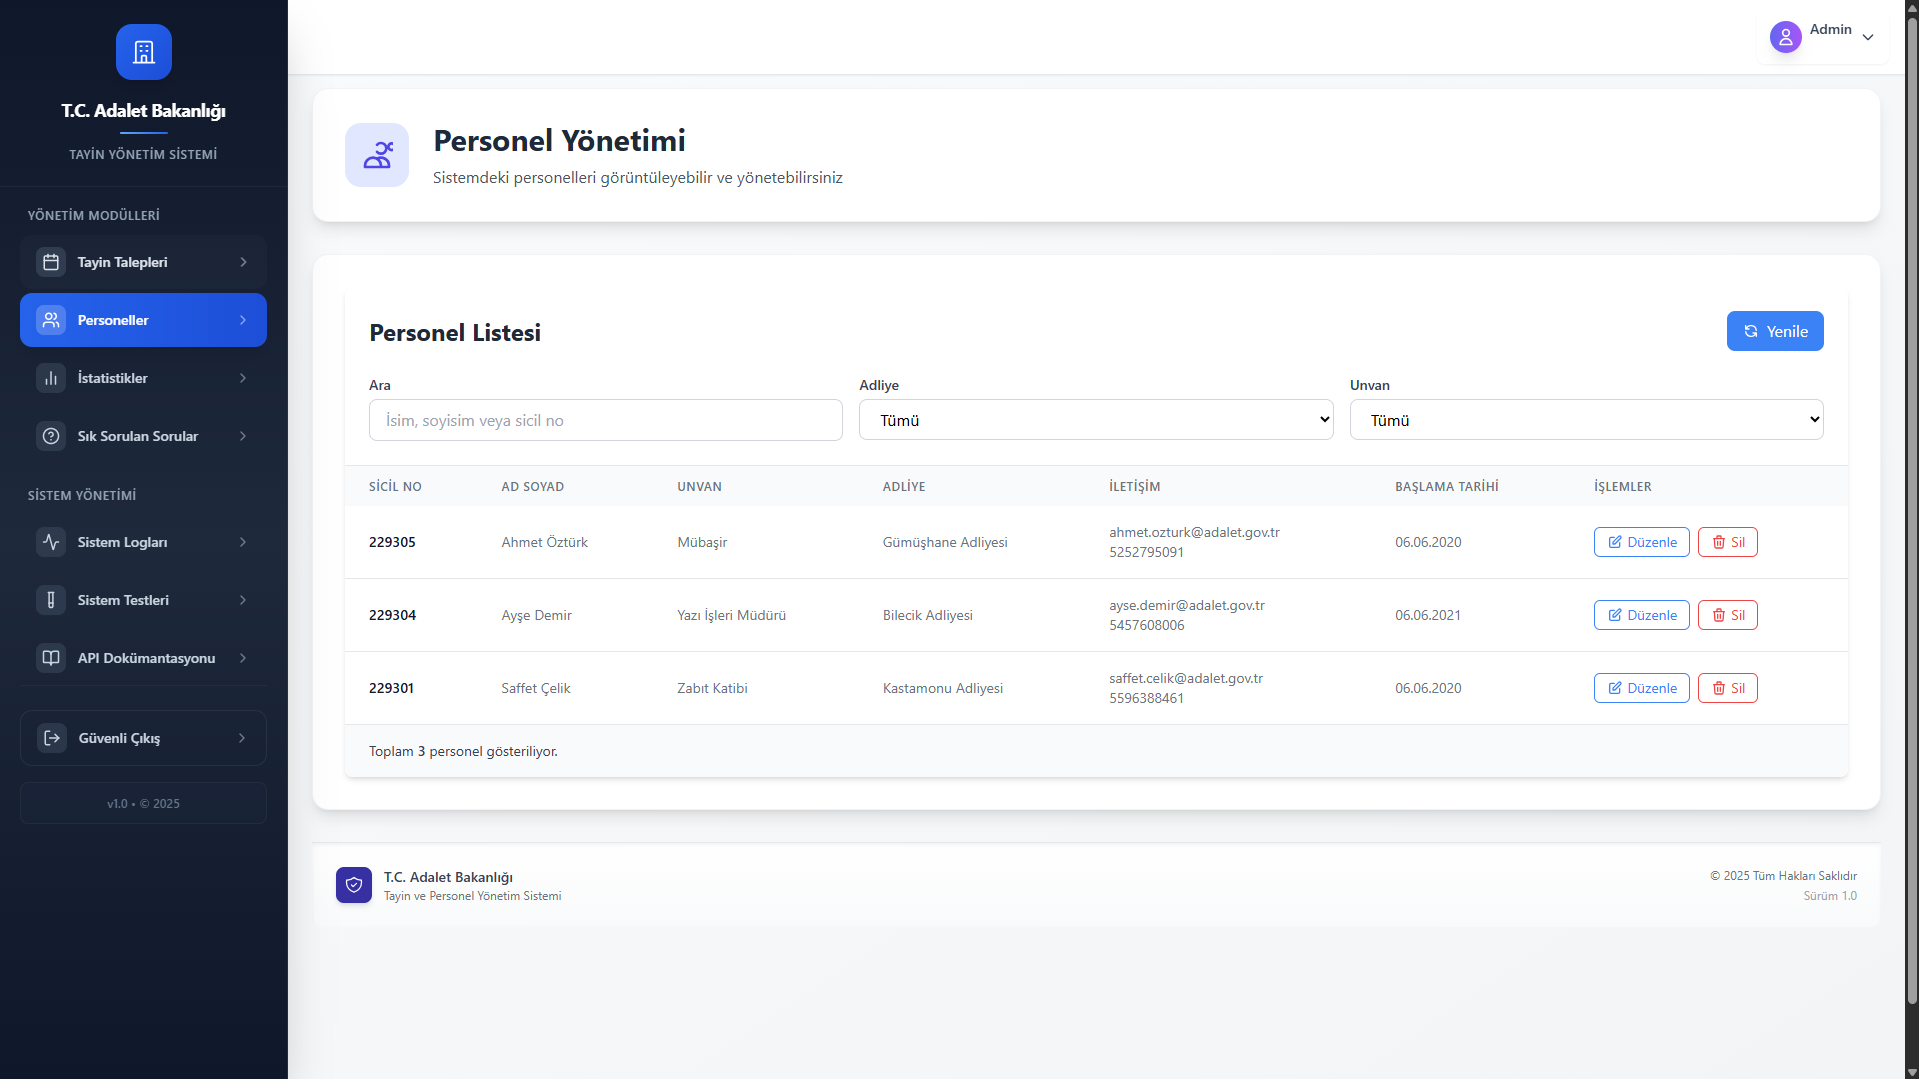 T.C. Adalet Bakanlığı
TAYİN YÖNETİM SİSTEMİ
YÖNETİM MODÜLLERİ
Tayin Talepleri
Personeller
İstatistikler
Sık Sorulan Sorular
SİSTEM YÖNETİMİ
Sistem Logları
Sistem Testleri
API Dokümantasyonu
Güvenli Çıkış
v1.0 • © 2025
Admin
Personel Yönetimi
Sistemdeki personelleri görüntüleyebilir ve yönetebilirsiniz
Personel Listesi
Yenile
Ara Adliye Unvan
İsim, soyisim veya sicil no Tümü Tümü
SİCİL NO AD SOYAD UNVAN ADLİYE İLETİŞİM BAŞLAMA TARİHİ İŞLEMLER
229305 Ahmet Öztürk Mübaşir Gümüşhane Adliyesi ahmet.ozturk@adalet.gov.tr 06.06.2020 Düzenle Sil
5252795091
229304 Ayşe Demir Yazı İşleri Müdürü Bilecik Adliyesi ayse.demir@adalet.gov.tr 06.06.2021 Düzenle Sil
5457608006
229301 Saffet Çelik Zabıt Katibi Kastamonu Adliyesi saffet.celik@adalet.gov.tr 06.06.2020 Düzenle Sil
5596388461
Toplam 3 personel gösteriliyor.
T.C. Adalet Bakanlığı
Tayin ve Personel Yönetim Sistemi
© 2025 Tüm Hakları Saklıdır
Sürüm 1.0